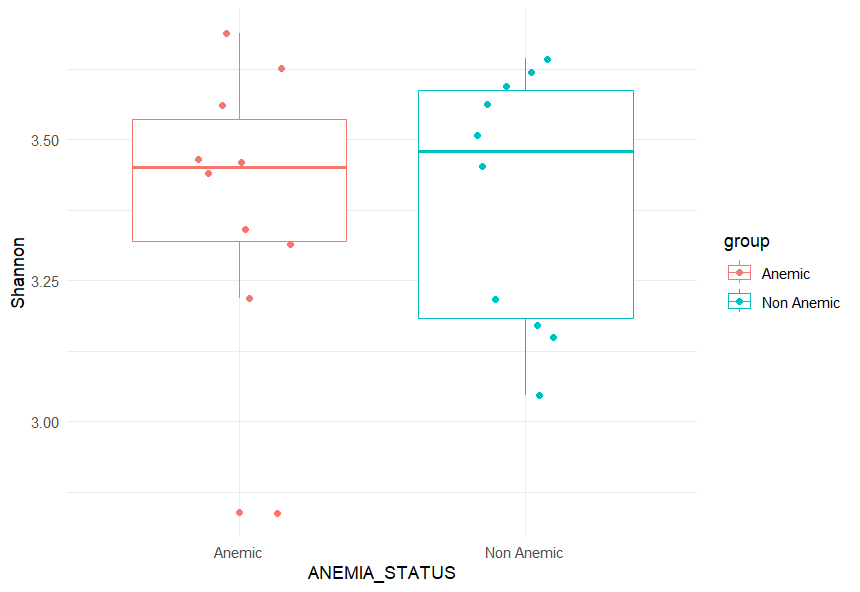 3.50
3.25
3.00
Shannon
Anemic
Non Anemic
ANEMIA_STATUS
group
Anemic
Non Anemic